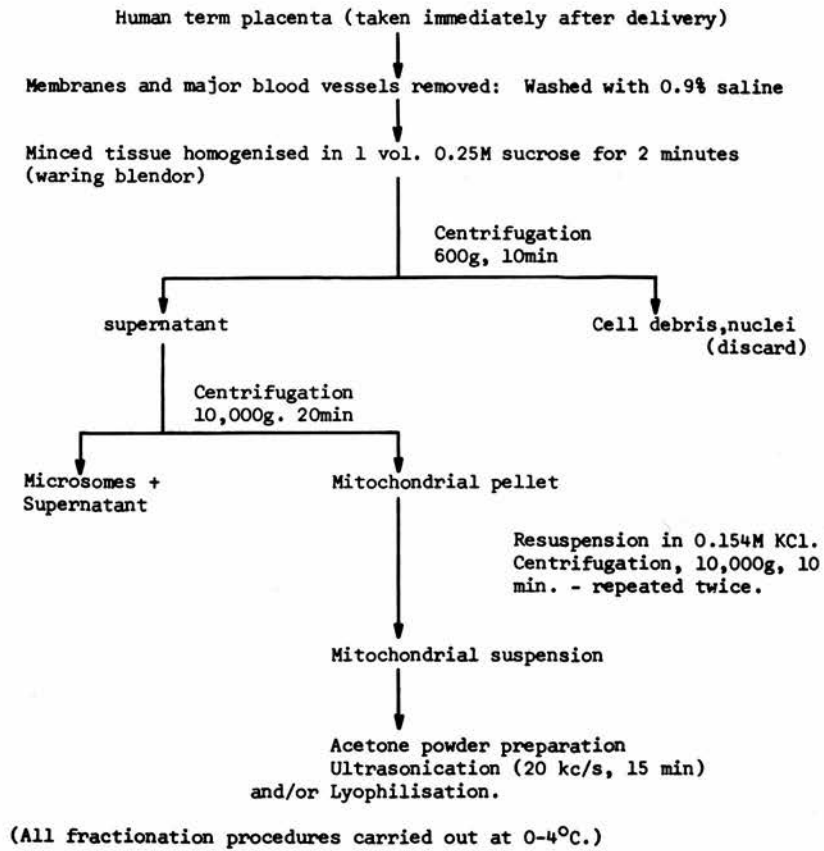 Human term placenta (taken immediately after delivery)
Membranes and major blood vessels removed: Washed with 0.9% saline
Minced tissue homogenised in 1 vol. 0.25M sucrose for 2 minutes
(waring blendor)
Centrifugation
600g, 10min
supernatant
Cell debris,nuclei
(discard)
Centrifugation
10,000g. 20min
Microsomes +
Supernatant
Mitochondrial pellet
Resuspension in 0.154M KCl.
Centrifugation, 10,000g, 10
min. - repeated twice.
Mitochondrial suspension
Acetone powder preparation
Ultrasonication (20 kc/s, 15 min)
and/or Lyophilisation.
(All fractionation procedures carried out at 0-4°C.)